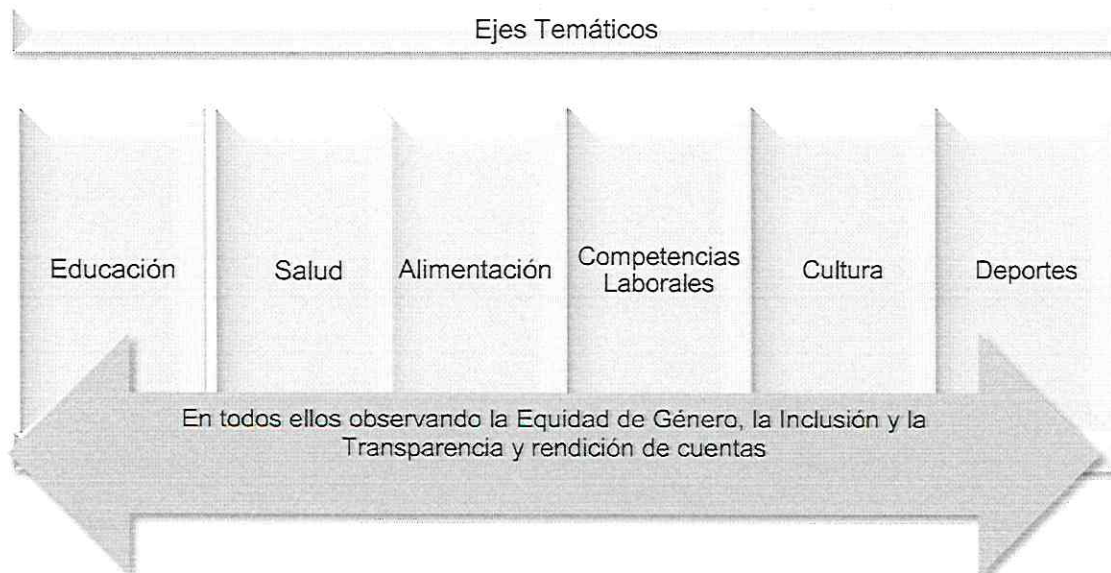 Ejes Temáticos
Educación
Salud
Alimentación
Competencias
Laborales
Cultura
Deportes
En todos ellos observando la Equidad de Género, la Inclusión y la
Transparencia y rendición de cuentas